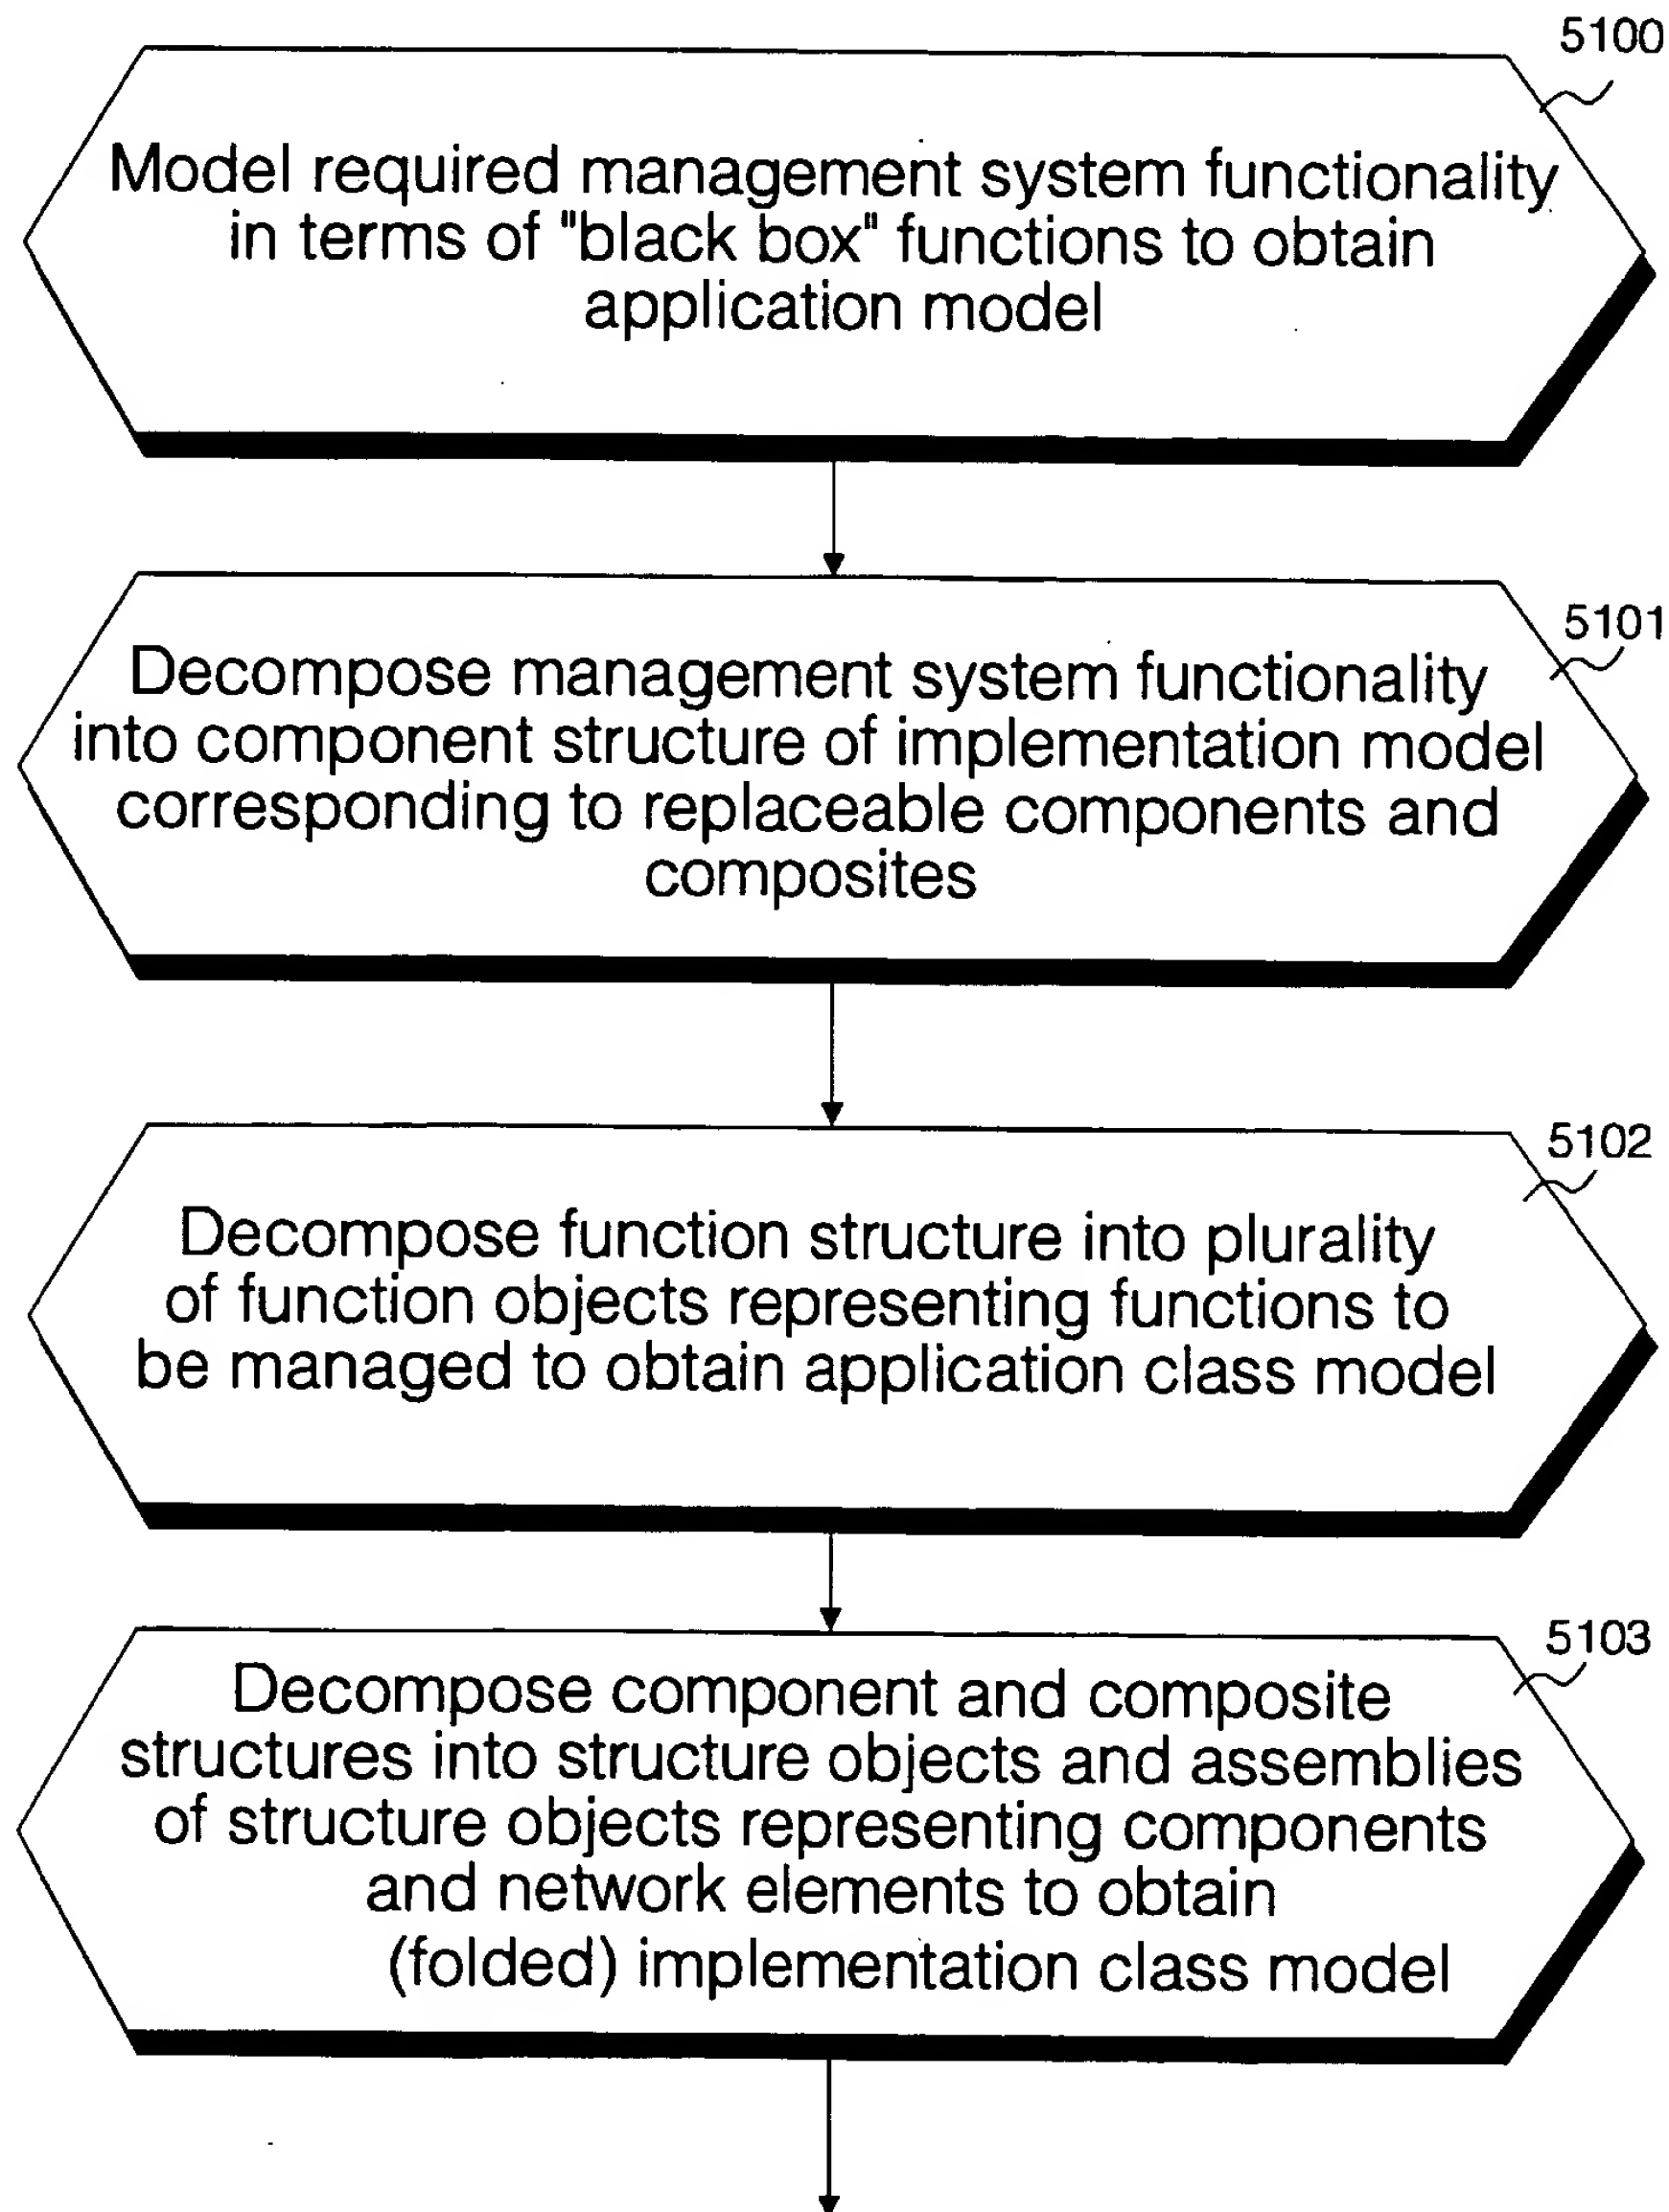 5100
Model required management system functionality
in terms of "black box" functions to obtain
application model
5101
Decompose management system functionality
into component structure of implementation model
corresponding to replaceable components and
composites
5102
Decompose function structure into plurality
of function objects representing functions to
be managed to obtain application class model
5103
Decompose component and composite
structures into structure objects and assemblies
of structure objects representing components
and network elements to obtain
(folded) implementation class model